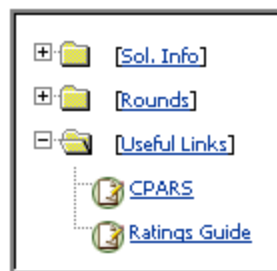 [Sol. Info]
[Rounds]
[Useful Links]
CPARS
Ratings Guide